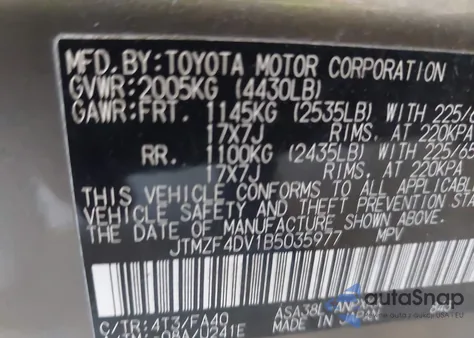 MFD. BY: TOYOTA MOTOR CORPORATION
GVWR: 2005KG (4430LB)
GAWR: FRT. 1145KG (2535LB) WITH 225/6
17X7J RIMS, AT 220KPA
RR. 1100KG (2435LB) WITH 225/65
17X7J RIMS, AT 220KPA
THIS VEHICLE CONFORMS TO ALL APPLICABL
VEHICLE SAFETY AND THEFT PREVENTION STA
THE DATE OF MANUFACTURE SHOWN ABOVE.
JTMZF4DV1B5035977 MPV
C/TR: 4T3/FA40 ASA38L-ANPX
U241E MADE IN JAPAN
autoSnap